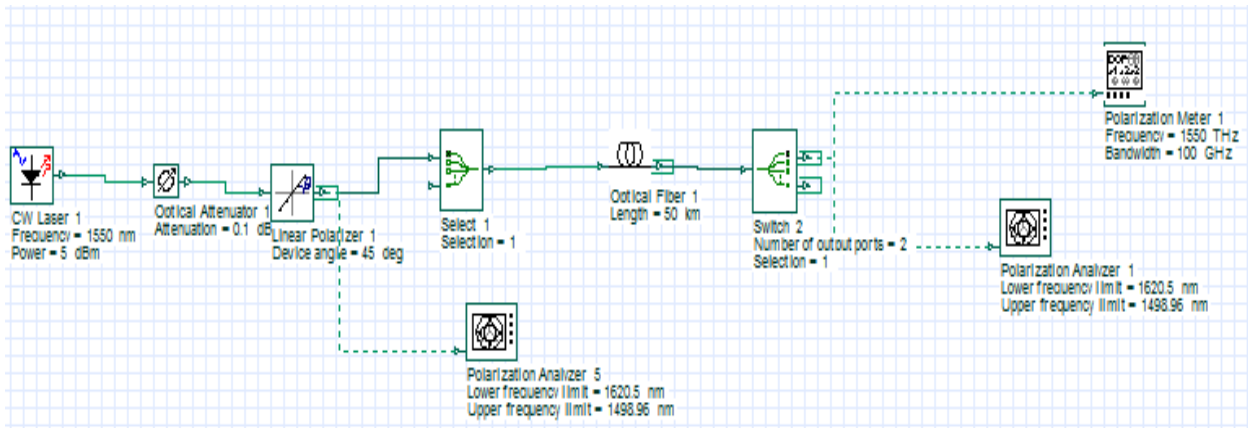 CW Laser 1
Frequency = 1550 nm
Power = 5 dBm
Optical Attenuator 1
Attenuation = 0.1 dB
Linear Polarizer 1
Device angle = 45 deg
Select 1
Selection = 1
Optical Fiber 1
Length = 50 km
Switch 2
Number of output ports = 2
Selection = 1
Polarization Meter 1
Frequency = 1550 THz
Bandwidth = 100 GHz
Polarization Analyzer 1
Lower frequency limit = 1620.5 nm
Upper frequency limit = 1498.96 nm
Polarization Analyzer 5
Lower frequency limit = 1620.5 nm
Upper frequency limit = 1498.96 nm